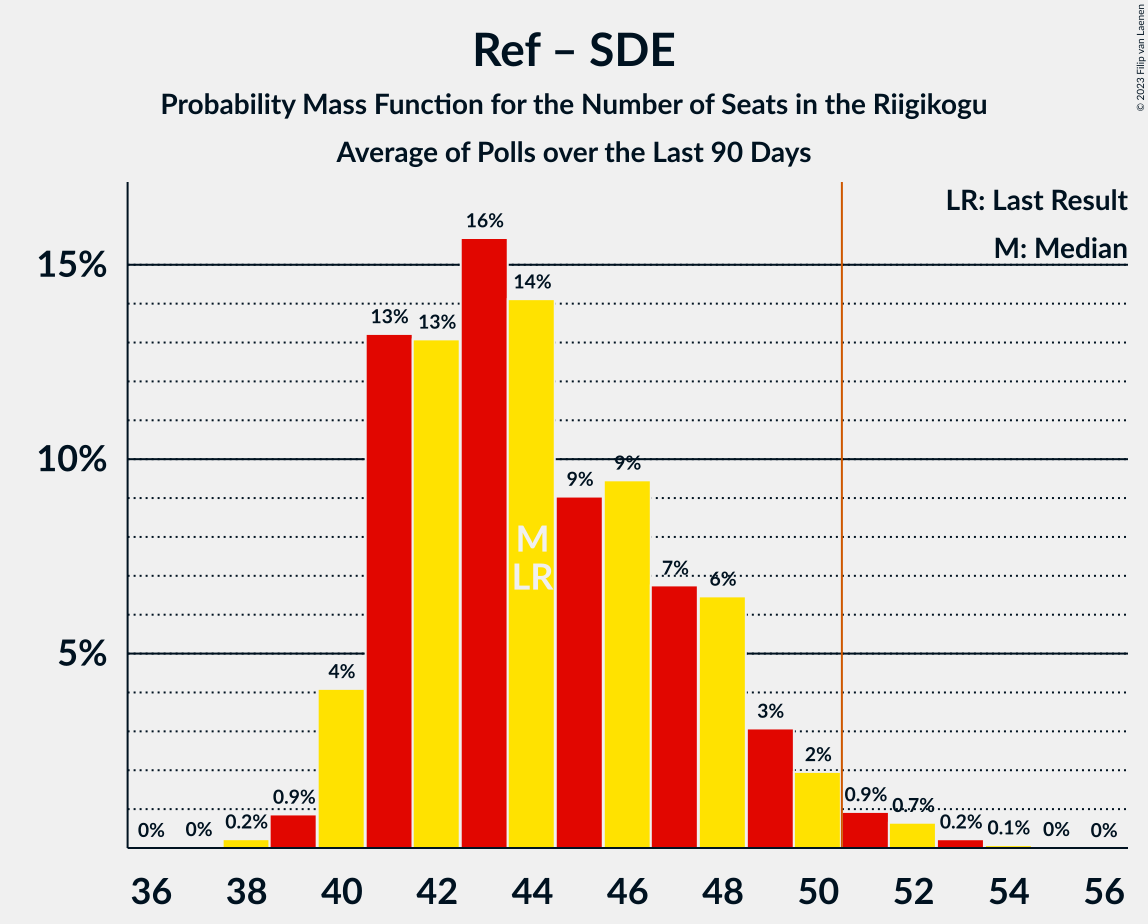 Ref – SDE
Probability Mass Function for the Number of Seats in the Riigikogu
Average of Polls over the Last 90 Days
© 2023 Filip van Laenen
LR: Last Result
M: Median
15%
10%
5%
0%
0%
0.2%
0.9%
4%
13%
13%
16%
14%
9%
9%
7%
6%
3%
2%
0.9%
0.7%
0.2%
0.1%
0%
0%
M
LR
36 38 40 42 44 46 48 50 52 54 56